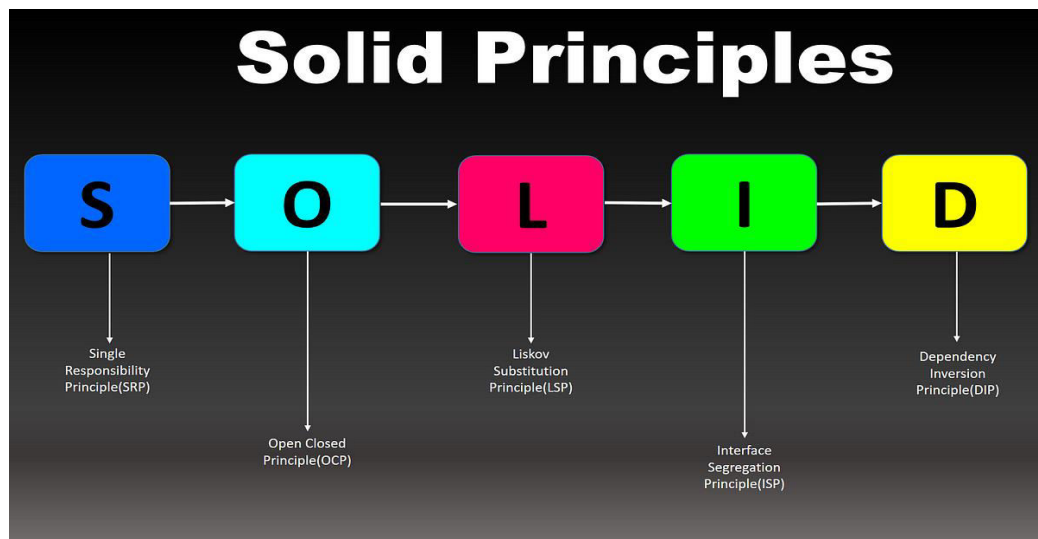 Solid Principles
S
O
L
I
D
Single
Responsibility
Principle(SRP)
Open Closed
Principle(OCP)
Liskov
Substitution
Principle(LSP)
Interface
Segregation
Principle(ISP)
Dependency
Inversion
Principle(DIP)